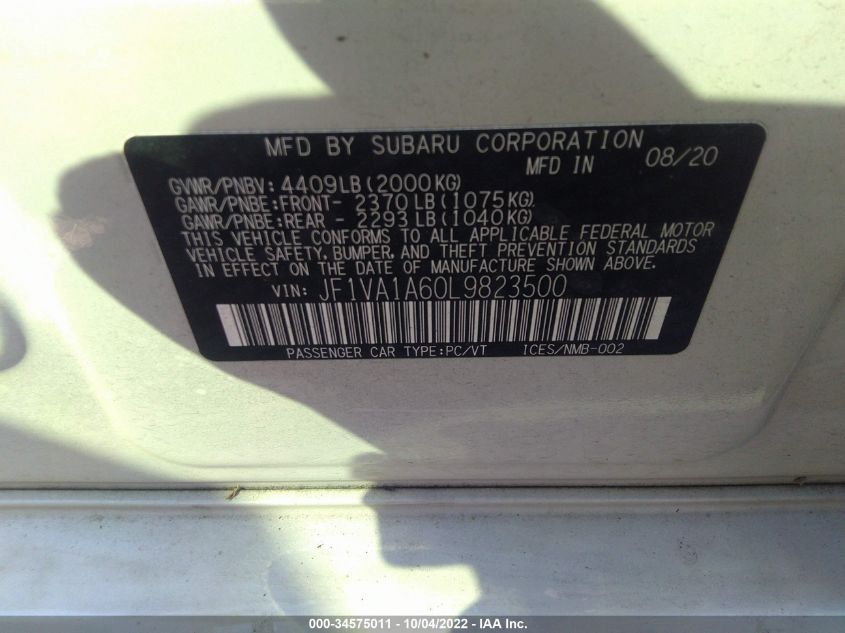 MFD BY SUBARU CORPORATION
MFD IN 08/20
GVWR/PNBV: 4409LB(2000KG)
GAWR/PNBE:FRONT- 2370LB(1075KG)
GAWR/PNBE:REAR - 2293LB(1040KG)
THIS VEHICLE CONFORMS TO ALL APPLICABLE FEDERAL MOTOR
VEHICLE SAFETY, BUMPER, AND THEFT PREVENTION STANDARDS
IN EFFECT ON THE DATE OF MANUFACTURE SHOWN ABOVE.
VIN: JF1VA1A60L9823500
PASSENGER CAR TYPE:PC/VT ICES/NMB-002
000-34575011 - 10/04/2022 - IAA Inc.